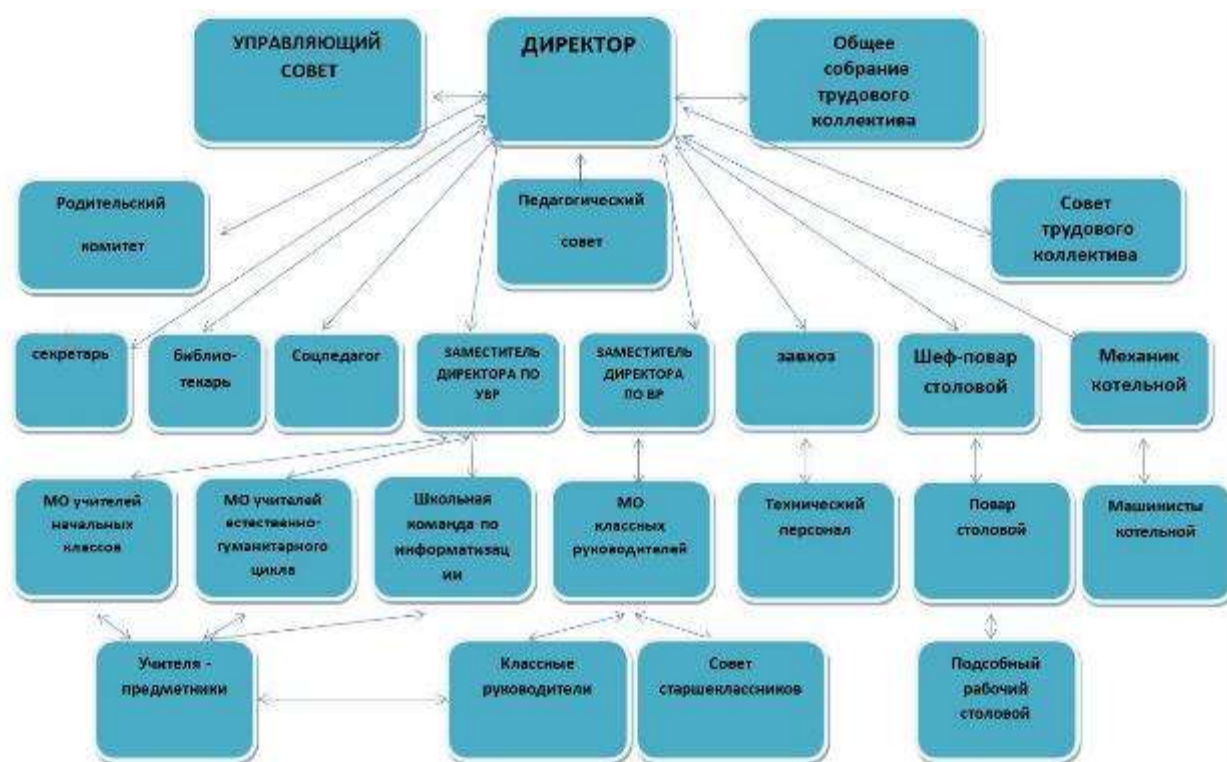 УПРАВЛЯЮЩИЙ
СОВЕТ
ДИРЕКТОР
Общее
собрание
трудового
коллектива
Родительский
комитет
Педагогический
совет
Совет
трудового
коллектива
секретарь
библио-
текарь
Соцпедагог
ЗАМЕСТИТЕЛЬ
ДИРЕКТОРА ПО
УВР
ЗАМЕСТИТЕЛЬ
ДИРЕКТОРА
ПО ВР
завхоз
Шеф-повар
столовой
Механик
котельной
МО учителей
начальных
классов
МО учителей
естественно-
гуманитарного
цикла
Школьная
команда по
информатизац
ии
МО
классных
руководителей
Технический
персонал
Повар
столовой
Машинисты
котельной
Учителя -
предметники
Классные
руководители
Совет
старшеклассников
Подсобный
рабочий
столовой